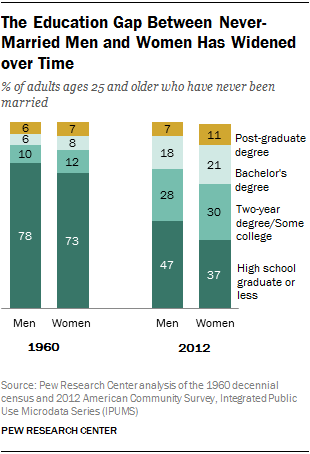 The Education Gap Between Never-
Married Men and Women Has Widened
over Time
% of adults ages 25 and older who have never been
married
6 7 7 11 Post-graduate
degree
6 8 18 21 Bachelor's
degree
10 12 28 30 Two-year
degree/Some
college
78 73 47 37 High school
graduate or
less
Men Women Men Women
1960 2012
Source: Pew Research Center analysis of the 1960 decennial
census and 2012 American Community Survey, Integrated Public
Use Microdata Series (IPUMS)
PEW RESEARCH CENTER